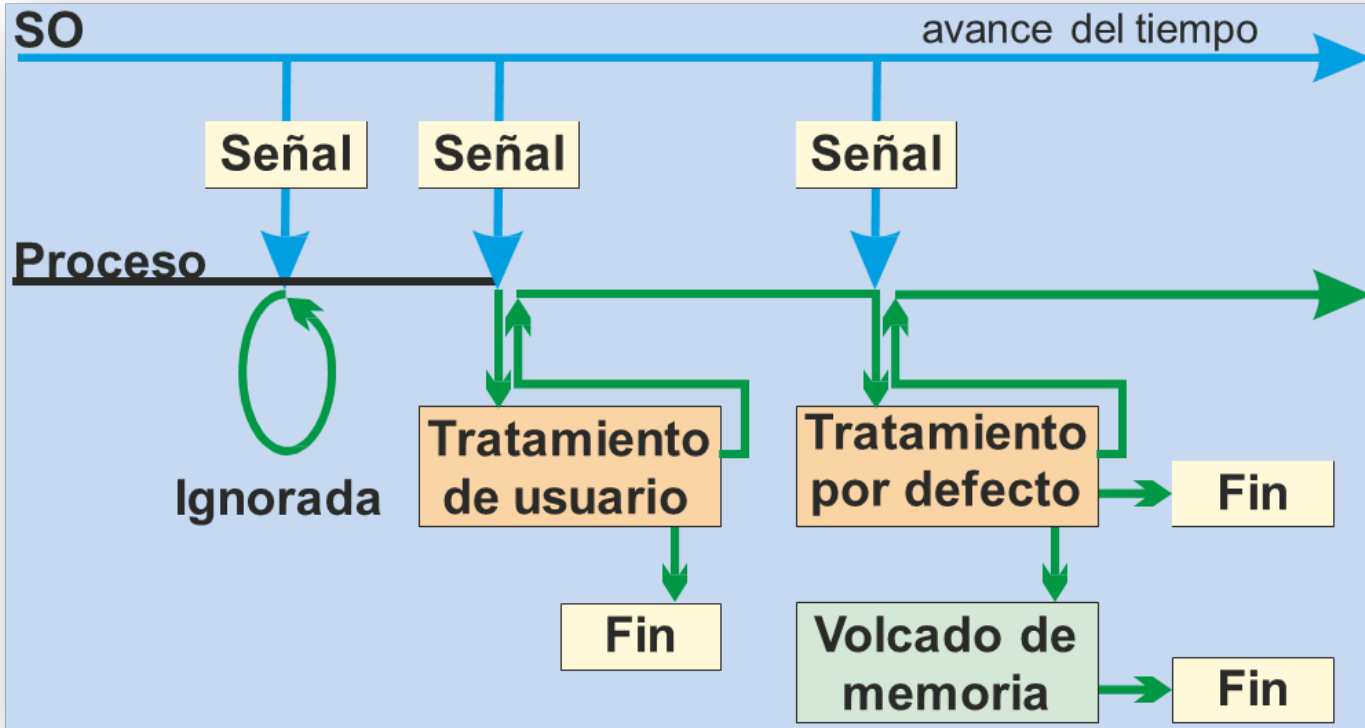 SO
avance del tiempo
Señal
Señal
Señal
Proceso
Ignorada
Tratamiento
de usuario
Fin
Tratamiento
por defecto
Fin
Volcado de
memoria
Fin